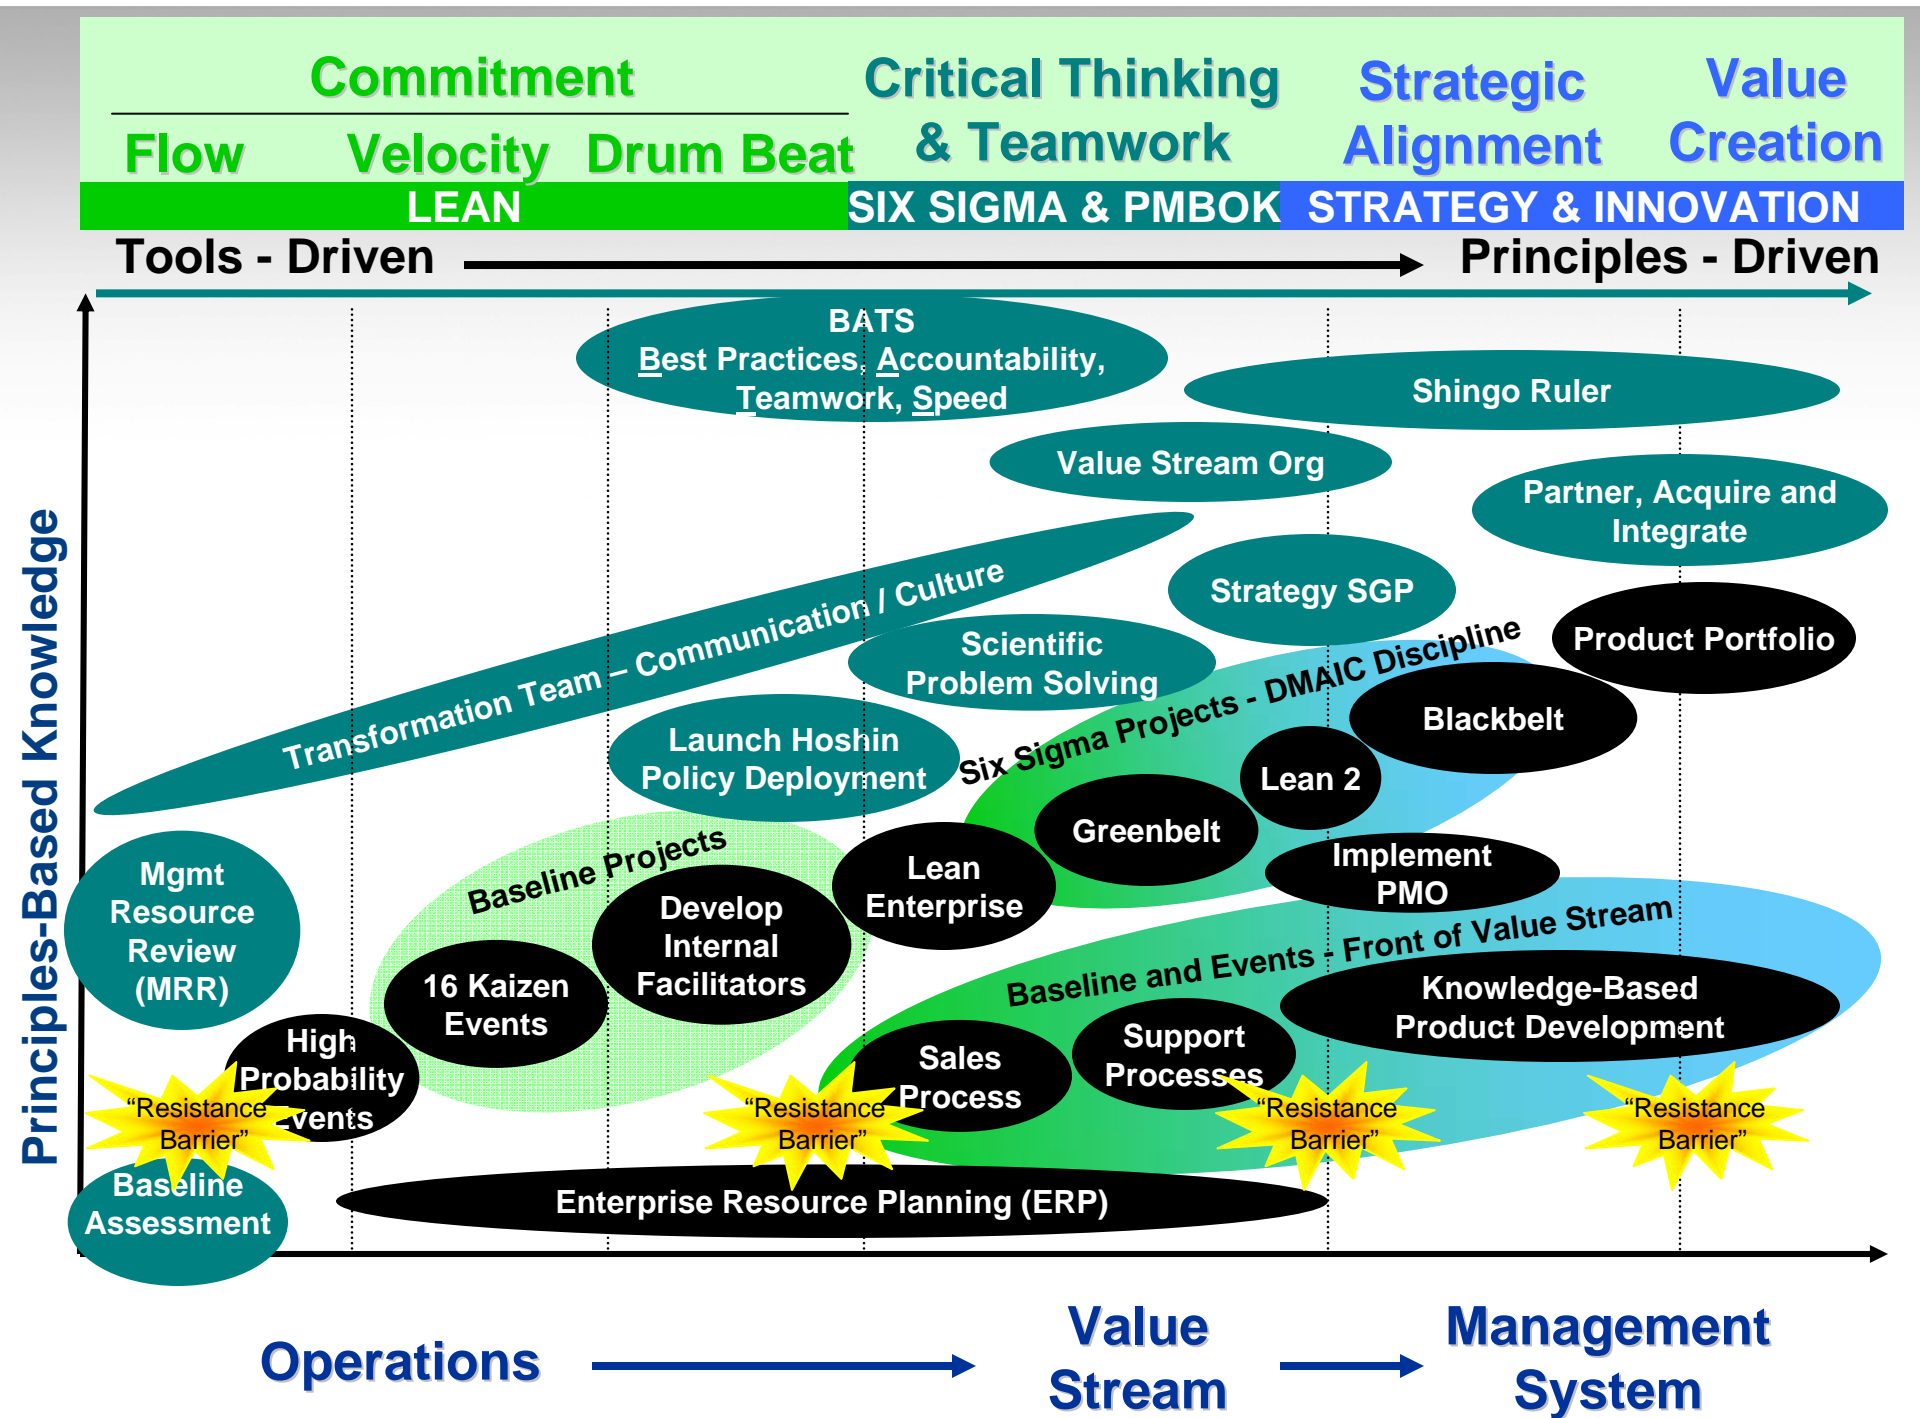 Commitment
Flow Velocity Drum Beat
Critical Thinking
& Teamwork
Strategic
Alignment
Value
Creation
LEAN
SIX SIGMA & PMBOK
STRATEGY & INNOVATION
Tools - Driven
Principles - Driven
Principles-Based Knowledge
BATS
Best Practices, Accountability,
Teamwork, Speed
Shingo Ruler
Value Stream Org
Partner, Acquire and
Integrate
Transformation Team – Communication / Culture
Strategy SGP
Scientific
Problem Solving
Product Portfolio
Six Sigma Projects - DMAIC Discipline
Blackbelt
Launch Hoshin
Policy Deployment
Lean 2
Greenbelt
Baseline Projects
Lean
Enterprise
Implement
PMO
Mgmt
Resource
Review
(MRR)
Develop
Internal
Facilitators
16 Kaizen
Events
Baseline and Events - Front of Value Stream
Knowledge-Based
Product Development
High
Probability
Events
Sales
Process
Support
Processes
“Resistance
Barrier”
“Resistance
Barrier”
“Resistance
Barrier”
“Resistance
Barrier”
Baseline
Assessment
Enterprise Resource Planning (ERP)
Operations
Value
Stream
Management
System